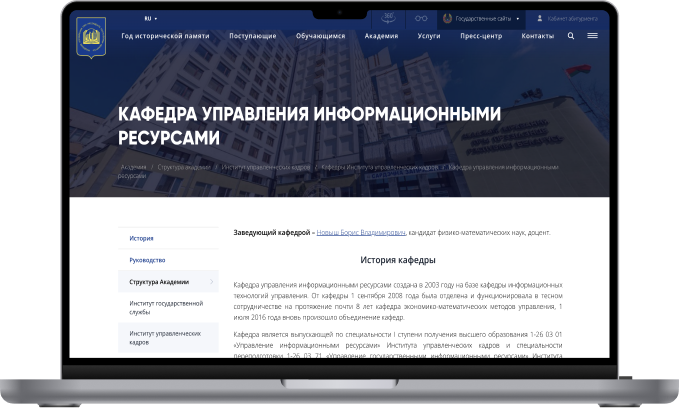 RU
360°
Государственные сайты
Кабинет абитуриента
Год исторической памяти
Поступающие
Обучающимся
Академия
Услуги
Пресс-центр
Контакты
КАФЕДРА УПРАВЛЕНИЯ ИНФОРМАЦИОННЫМИ
РЕСУРСАМИ
Академия / Структура академии / Институт управленческих кадров / Кафедры Института управленческих кадров / Кафедра управления информационными
ресурсами
История
Руководство
Структура Академии
Институт государственной
службы
Институт управленческих
кадров
Заведующий кафедрой – Новыш Борис Владимирович, кандидат физико-математических наук, доцент.
История кафедры
Кафедра управления информационными ресурсами создана в 2003 году на базе кафедры информационных
технологий управления. От кафедры 1 сентября 2008 года была отделена и функционировала в тесном
сотрудничестве на протяжение почти 8 лет кафедра экономико-математических методов управления, 1
июля 2016 года вновь произошло объединение кафедр.
Кафедра является выпускающей по специальности I ступени получения высшего образования 1-26 03 01
«Управление информационными ресурсами» Института управленческих кадров и специальности
переподготовки 1-26 03 71 «Управление государственными информационными ресурсами» Института